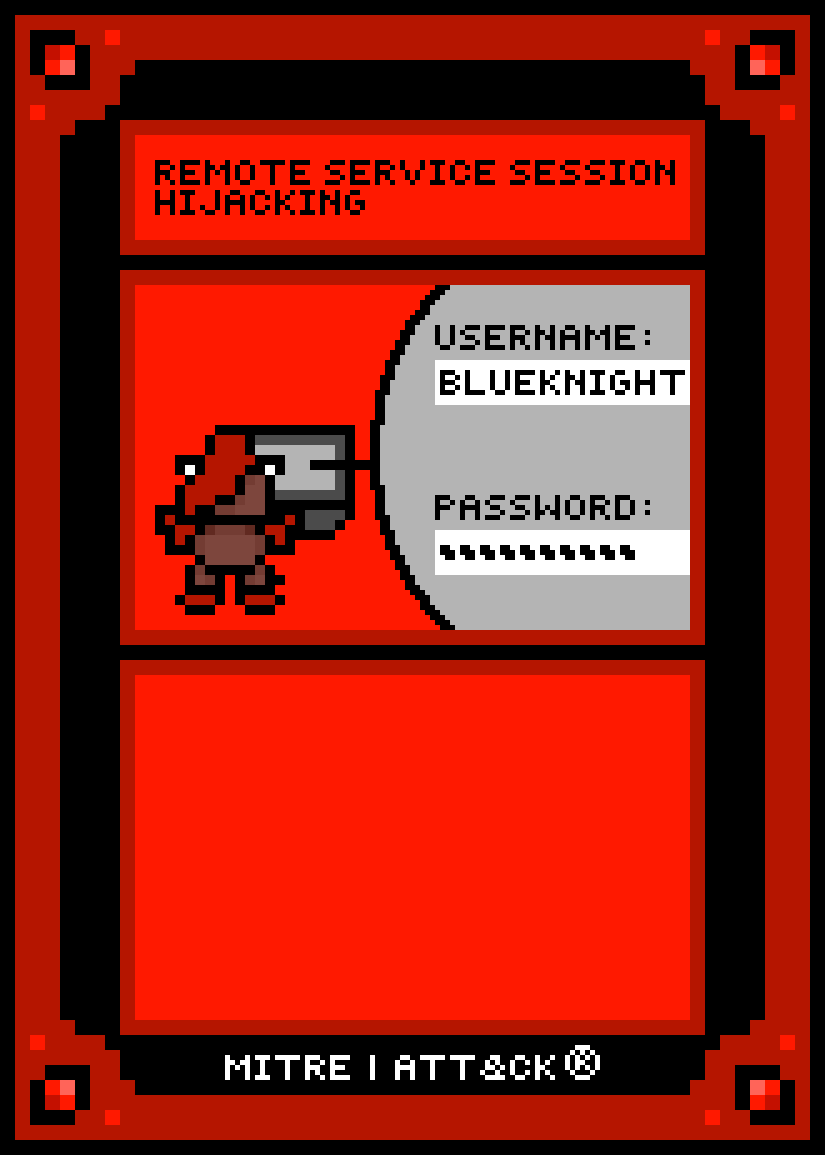 REMOTE SERVICE SESSION
HIJACKING
USERNAME:
BLUEKNIGHT
PASSWORD:
MITRE | ATT&CK®